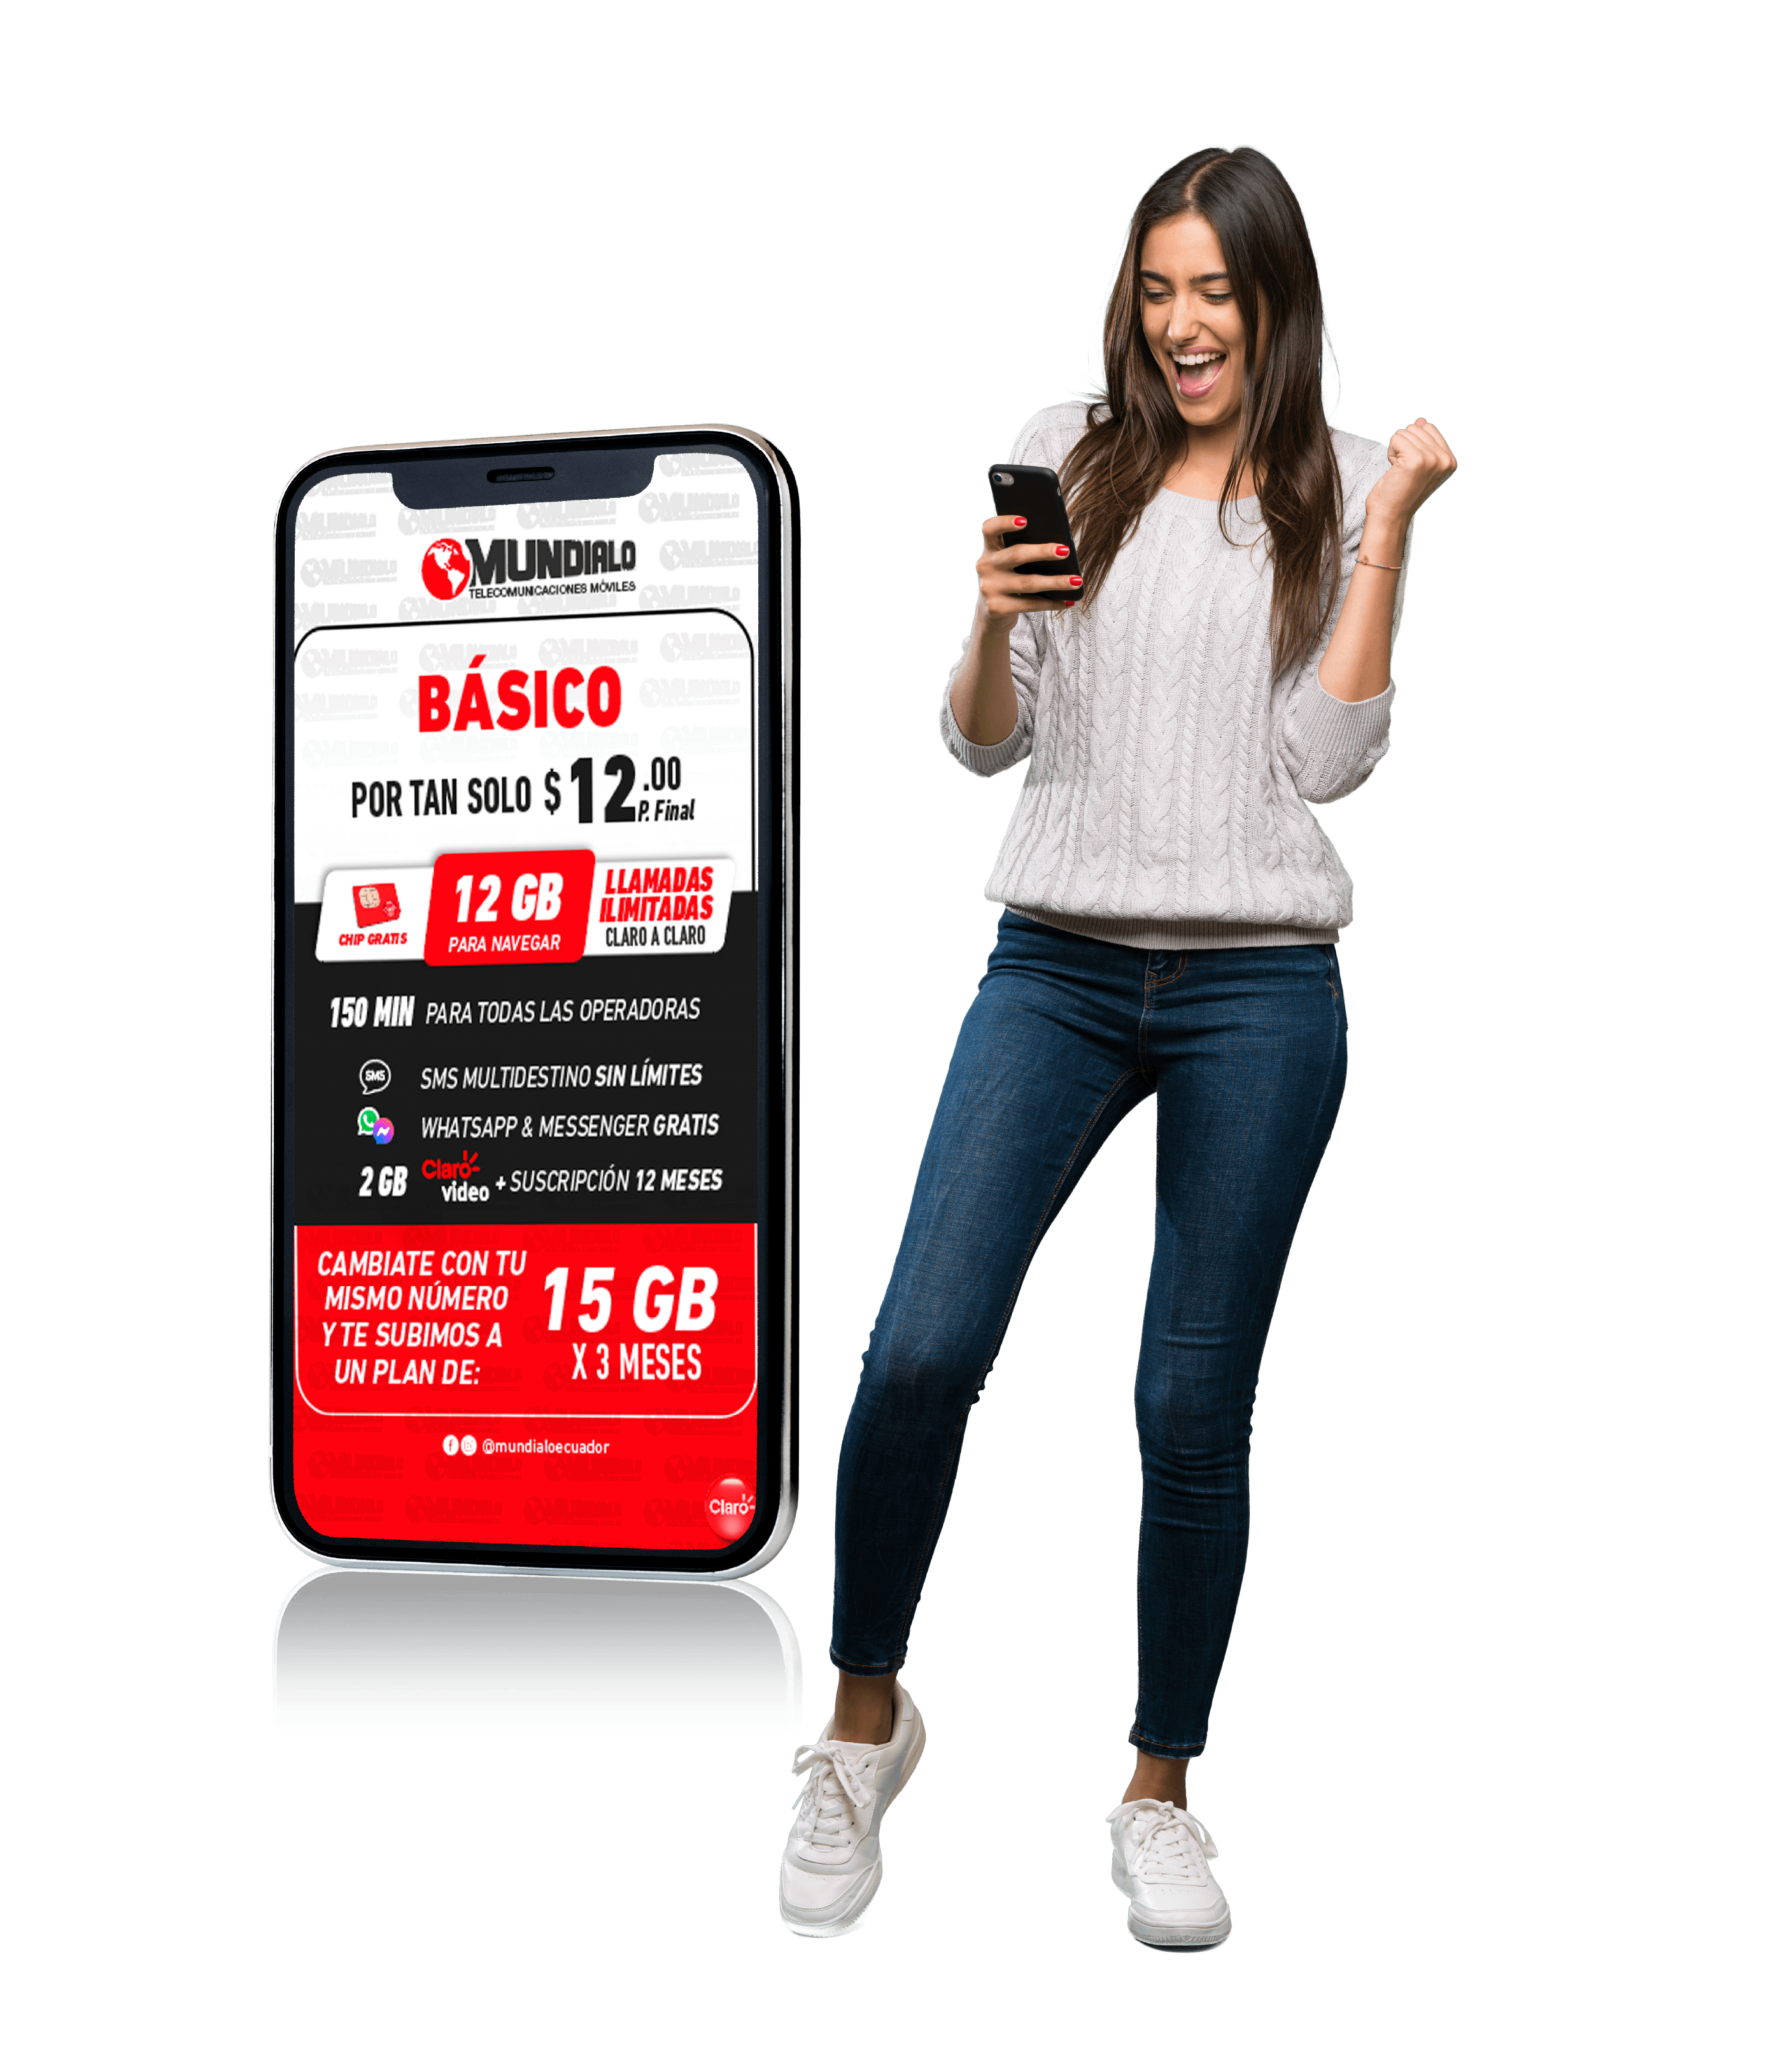 MUNDIALO
TELECOMUNICACIONES MÓVILES
BÁSICO
POR TAN SOLO $12.00
P. Final
CHIP GRATIS
12 GB
PARA NAVEGAR
LLAMADAS
ILIMITADAS
CLARO A CLARO
150 MIN PARA TODAS LAS OPERADORAS
SMS SMS MULTIDESTINO SIN LÍMITES
WHATSAPP & MESSENGER GRATIS
2 GB Claro video + SUSCRIPCIÓN 12 MESES
CAMBIATE CON TU
MISMO NÚMERO
Y TE SUBIMOS A
UN PLAN DE:
15 GB
X 3 MESES
@mundialoecuador
Claro